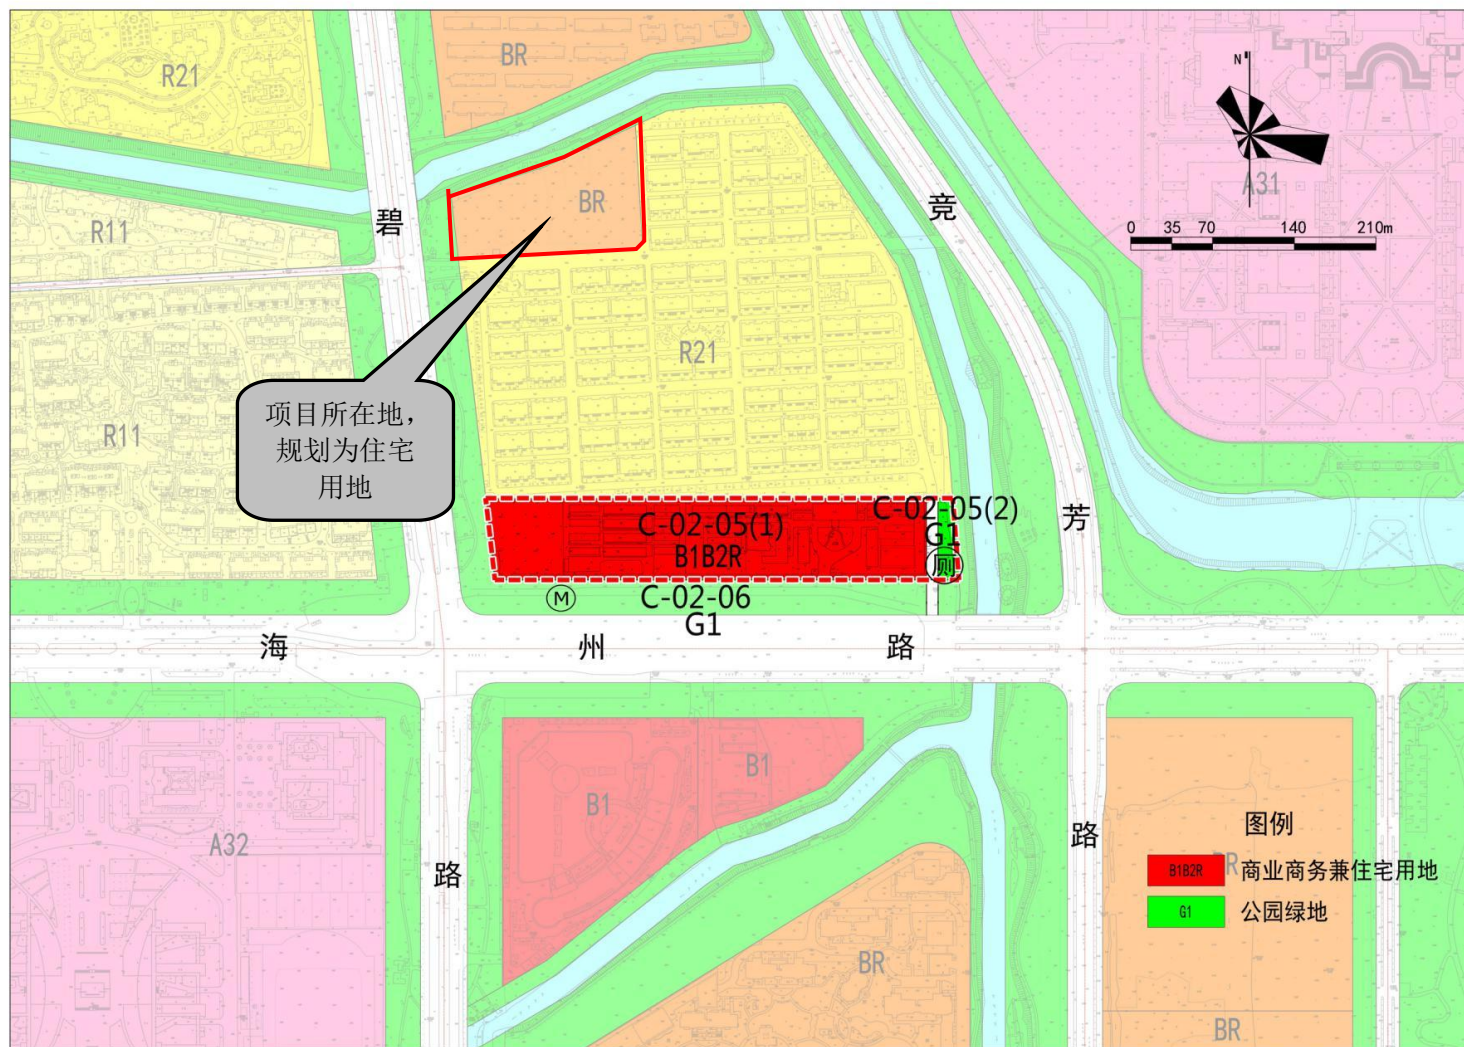 BR
R21
N
A31
0 35 70 140 210m
BR
竞
碧
R11
R21
项目所在地，
规划为住宅
用地
R11
C-02-05(2)
G1
厕
C-02-05(1)
B1B2R
芳
M
C-02-06
G1
海 州 路
B1
B1
A32
路
路
图例
BR
B1B2R 商业商务兼住宅用地
G1 公园绿地
BR
BR